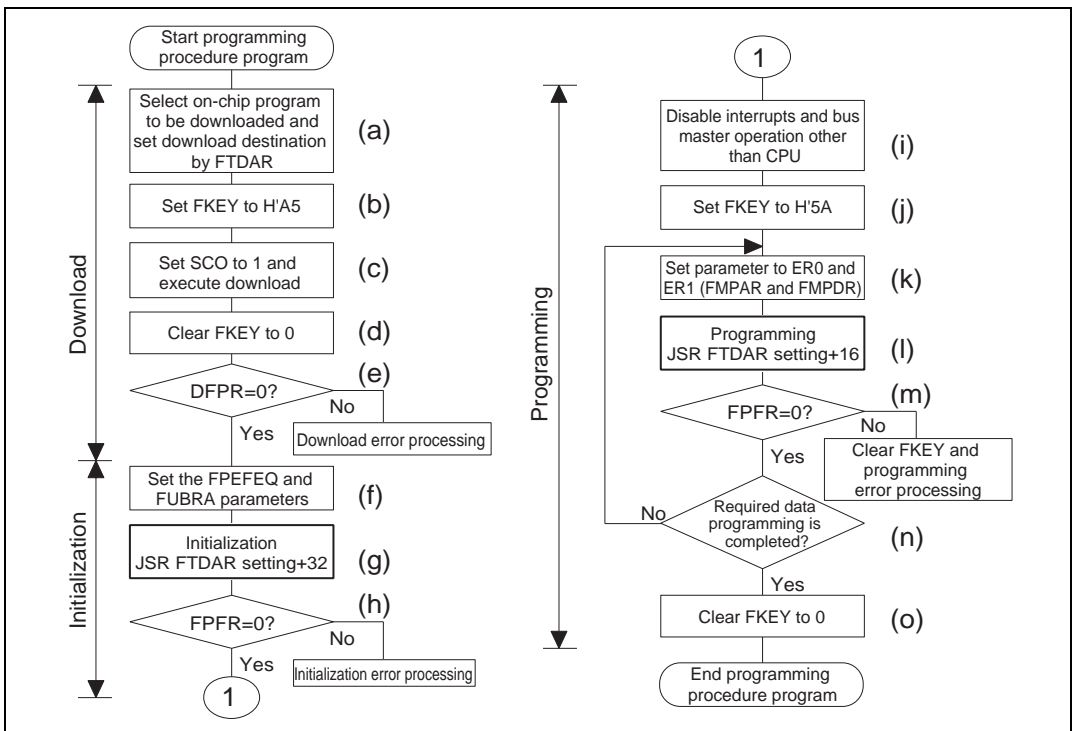 Start programming
procedure program
Download
Select on-chip program
to be downloaded and
set download destination
by FTDAR
(a)
Set FKEY to H'A5
(b)
Set SCO to 1 and
execute download
(c)
Clear FKEY to 0
(d)
DFPR=0?
(e)
No
Yes
Download error processing
Initialization
Set the FPEFEQ and
FUBRA parameters
(f)
Initialization
JSR FTDAR setting+32
(g)
FPFR=0?
(h)
No
Yes
Initialization error processing
1
1
Programming
Disable interrupts and bus
master operation other
than CPU
(i)
Set FKEY to H'5A
(j)
Set parameter to ER0 and
ER1 (FMPAR and FMPDR)
(k)
Programming
JSR FTDAR setting+16
(l)
FPFR=0?
(m)
No
Yes
Clear FKEY and
programming
error processing
Required data
programming is
completed?
(n)
No
Yes
Clear FKEY to 0
(o)
End programming
procedure program